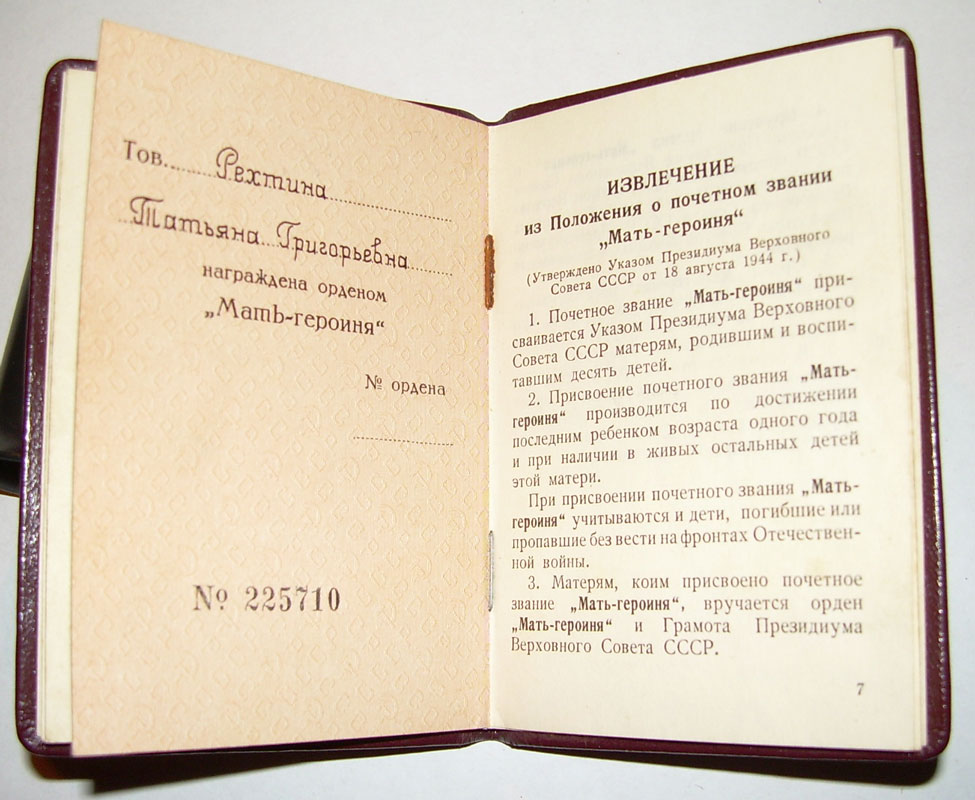 Тов. Рехтина
Татьяна Григорьевна
награждена орденом
„Мать-героиня“
№ ордена
№ 225710
ИЗВЛЕЧЕНИЕ
из Положения о почетном звании
„Мать-героиня“
(Утверждено Указом Президиума Верховного
Совета СССР от 18 августа 1944 г.)
1. Почетное звание „Мать-героиня“ при-
сваивается Указом Президиума Верховного
Совета СССР матерям, родившим и воспи-
тавшим десять детей.
2. Присвоение почетного звания „Мать-
героиня“ производится по достижении
последним ребенком возраста одного года
и при наличии в живых остальных детей
этой матери.
При присвоении почетного звания „Мать-
героиня“ учитываются и дети, погибшие или
пропавшие без вести на фронтах Отечествен-
ной войны.
3. Матерям, коим присвоено почетное
звание „Мать-героиня“, вручается орден
„Мать-героиня“ и Грамота Президиума
Верховного Совета СССР.
7